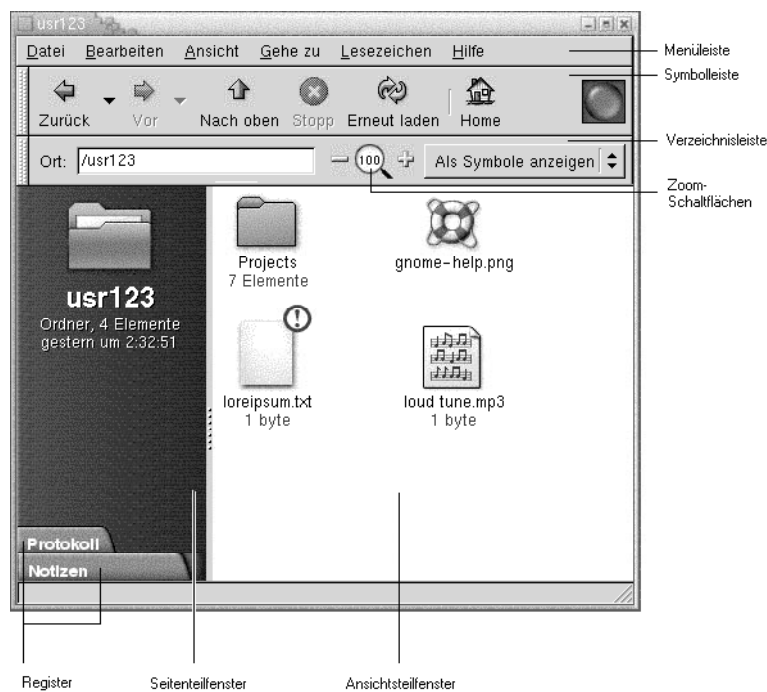 usr123
Datei Bearbeiten Ansicht Gehe zu Lesezeichen Hilfe
Menüleiste
Symbolleiste
Zurück Vor Nach oben Stopp Erneut laden Home
Verzeichnisleiste
Ort: /usr123 100 Als Symbole anzeigen
Zoom-
Schaltflächen
usr123
Ordner, 4 Elemente
gestern um 2:32:51
Projects
7 Elemente
gnome-help.png
loreipsum.txt
1 byte
loud tune.mp3
1 byte
Protokoll
Notizen
Register Seitenteilfenster Ansichtsteilfenster